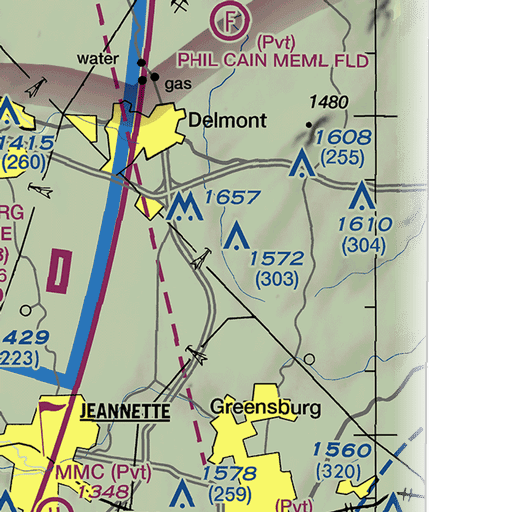 F
(Pvt)
PHIL CAIN MEML FLD
water
gas
1480
Delmont
1415
(260)
1608
(255)
1657
1610
(304)
RG
E
1572
(303)
6
429
223)
JEANNETTE
Greensburg
1560
(320)
MMC (Pvt)
1348
1578
(259)
(Pvt)
H